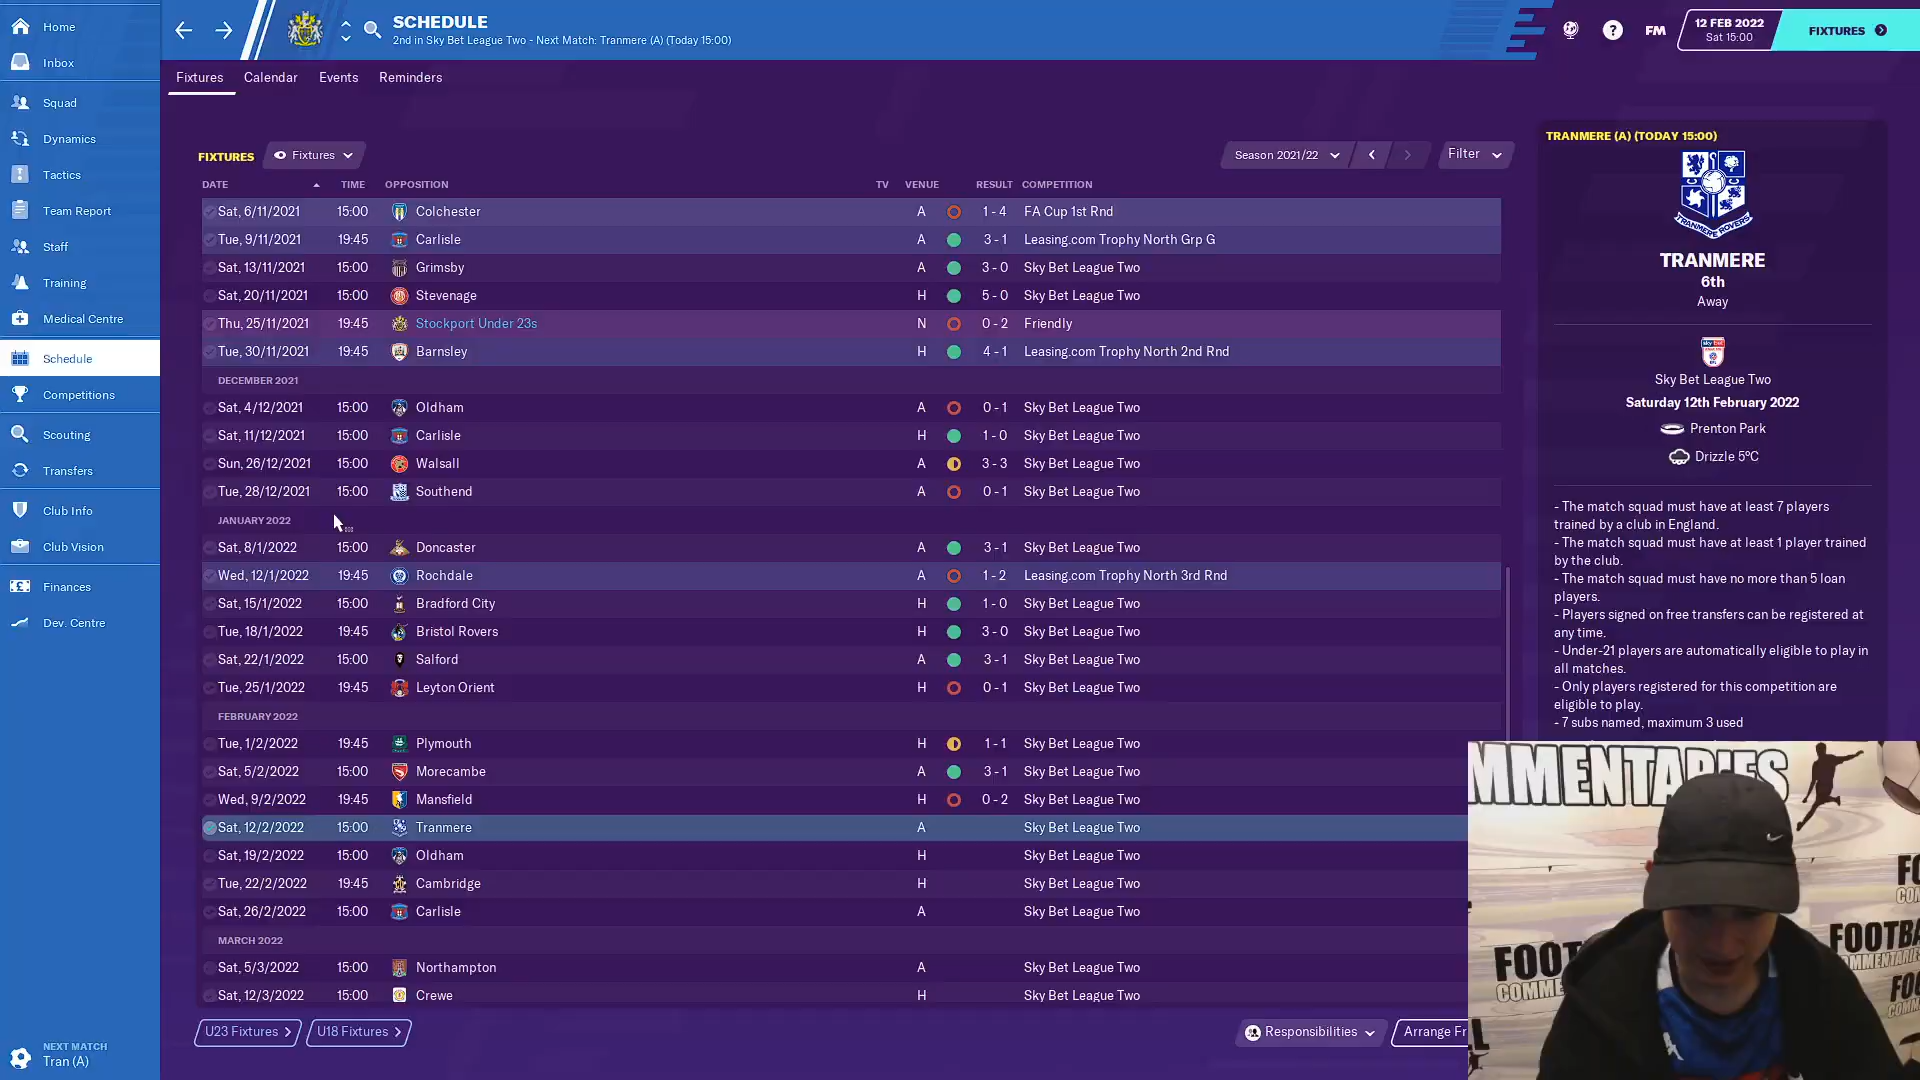 Home
Inbox
Squad
Dynamics
Tactics
Team Report
Staff
Training
Medical Centre
Schedule
Competitions
Scouting
Transfers
Club Info
Club Vision
Finances
Dev. Centre
NEXT MATCH
Tran (A)
SCHEDULE
2nd in Sky Bet League Two - Next Match: Tranmere (A) (Today 15:00)
FM
12 FEB 2022
Sat 15:00
FIXTURES
Fixtures Calendar Events Reminders
FIXTURES Fixtures Season 2021/22 Filter
DATE TIME OPPOSITION TV VENUE RESULT COMPETITION
Sat, 6/11/2021 15:00 Colchester A 1 - 4 FA Cup 1st Rnd
Tue, 9/11/2021 19:45 Carlisle A 3 - 1 Leasing.com Trophy North Grp G
Sat, 13/11/2021 15:00 Grimsby A 3 - 0 Sky Bet League Two
Sat, 20/11/2021 15:00 Stevenage H 5 - 0 Sky Bet League Two
Thu, 25/11/2021 19:45 Stockport Under 23s N 0 - 2 Friendly
Tue, 30/11/2021 19:45 Barnsley H 4 - 1 Leasing.com Trophy North 2nd Rnd
DECEMBER 2021
Sat, 4/12/2021 15:00 Oldham A 0 - 1 Sky Bet League Two
Sat, 11/12/2021 15:00 Carlisle H 1 - 0 Sky Bet League Two
Sun, 26/12/2021 15:00 Walsall A 3 - 3 Sky Bet League Two
Tue, 28/12/2021 15:00 Southend A 0 - 1 Sky Bet League Two
JANUARY 2022
Sat, 8/1/2022 15:00 Doncaster A 3 - 1 Sky Bet League Two
Wed, 12/1/2022 19:45 Rochdale A 1 - 2 Leasing.com Trophy North 3rd Rnd
Sat, 15/1/2022 15:00 Bradford City H 1 - 0 Sky Bet League Two
Tue, 18/1/2022 19:45 Bristol Rovers H 3 - 0 Sky Bet League Two
Sat, 22/1/2022 15:00 Salford A 3 - 1 Sky Bet League Two
Tue, 25/1/2022 19:45 Leyton Orient H 0 - 1 Sky Bet League Two
FEBRUARY 2022
Tue, 1/2/2022 19:45 Plymouth H 1 - 1 Sky Bet League Two
Sat, 5/2/2022 15:00 Morecambe A 3 - 1 Sky Bet League Two
Wed, 9/2/2022 19:45 Mansfield H 0 - 2 Sky Bet League Two
Sat, 12/2/2022 15:00 Tranmere A Sky Bet League Two
Sat, 19/2/2022 15:00 Oldham H Sky Bet League Two
Tue, 22/2/2022 19:45 Cambridge H Sky Bet League Two
Sat, 26/2/2022 15:00 Carlisle A Sky Bet League Two
MARCH 2022
Sat, 5/3/2022 15:00 Northampton A Sky Bet League Two
Sat, 12/3/2022 15:00 Crewe H Sky Bet League Two
U23 Fixtures U18 Fixtures Responsibilities Arrange Fr
TRANMERE (A) (TODAY 15:00)
TRANMERE ROVERS
TRANMERE
6th
Away
sky bet
EFL
Sky Bet League Two
Saturday 12th February 2022
Prenton Park
Drizzle 5ºC
- The match squad must have at least 7 players
trained by a club in England.
- The match squad must have at least 1 player trained
by the club.
- The match squad must have no more than 5 loan
players.
- Players signed on free transfers can be registered at
any time.
- Under-21 players are automatically eligible to play in
all matches.
- Only players registered for this competition are
eligible to play.
- 7 subs named, maximum 3 used
MMENTARIES
FOOT
COMME
FOOTBA
MMENTARIES